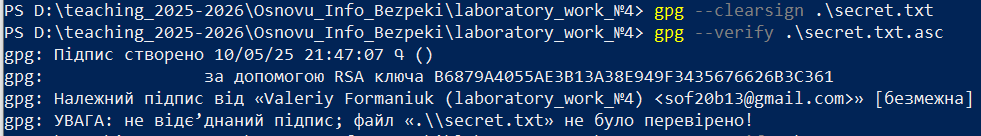 PS D:\teaching_2025-2026\Osnovu_Info_Bezpeki\laboratory_work_№4> gpg --clearsign .\secret.txt
PS D:\teaching_2025-2026\Osnovu_Info_Bezpeki\laboratory_work_№4> gpg --verify .\secret.txt.asc
gpg: Підпис створено 10/05/25 21:47:07 ()
gpg:                за допомогою RSA ключа B6879A4055AE3B13A38E949F3435676626B3C361
gpg: Належний підпис від «Valeriy Formaniuk (laboratory_work_№4) <sof20b13@gmail.com>» [безмежна]
gpg: УВАГА: не відє’днаний підпис; файл «.\\secret.txt» не було перевірено!